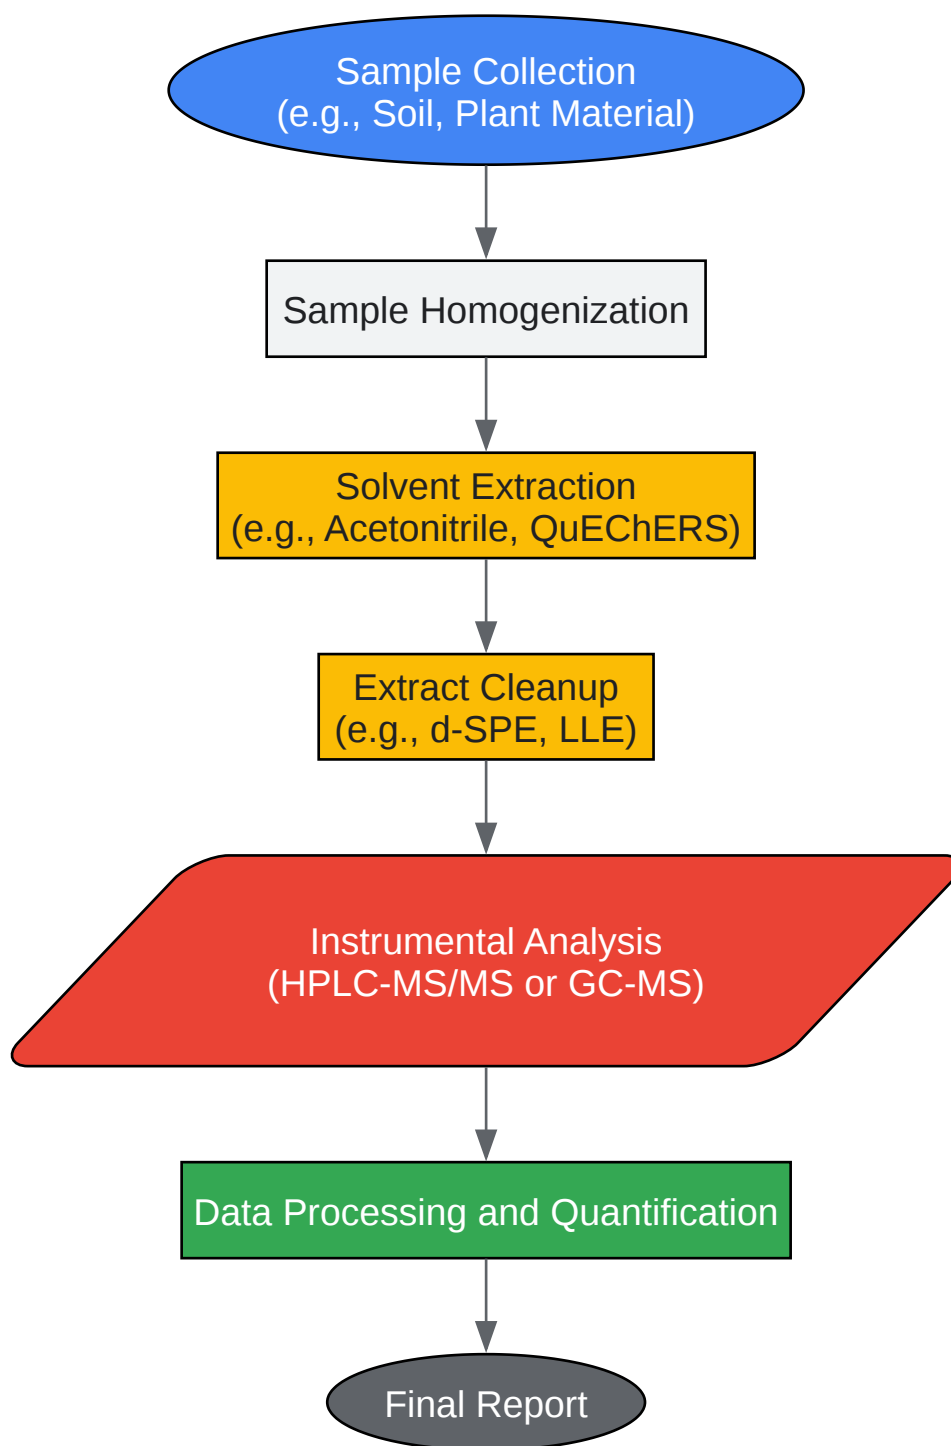 Sample Collection
(e.g., Soil, Plant Material)
Sample Homogenization
Solvent Extraction
(e.g., Acetonitrile, QuEChERS)
Extract Cleanup
(e.g., d-SPE, LLE)
Instrumental Analysis
(HPLC-MS/MS or GC-MS)
Data Processing and Quantification
Final Report